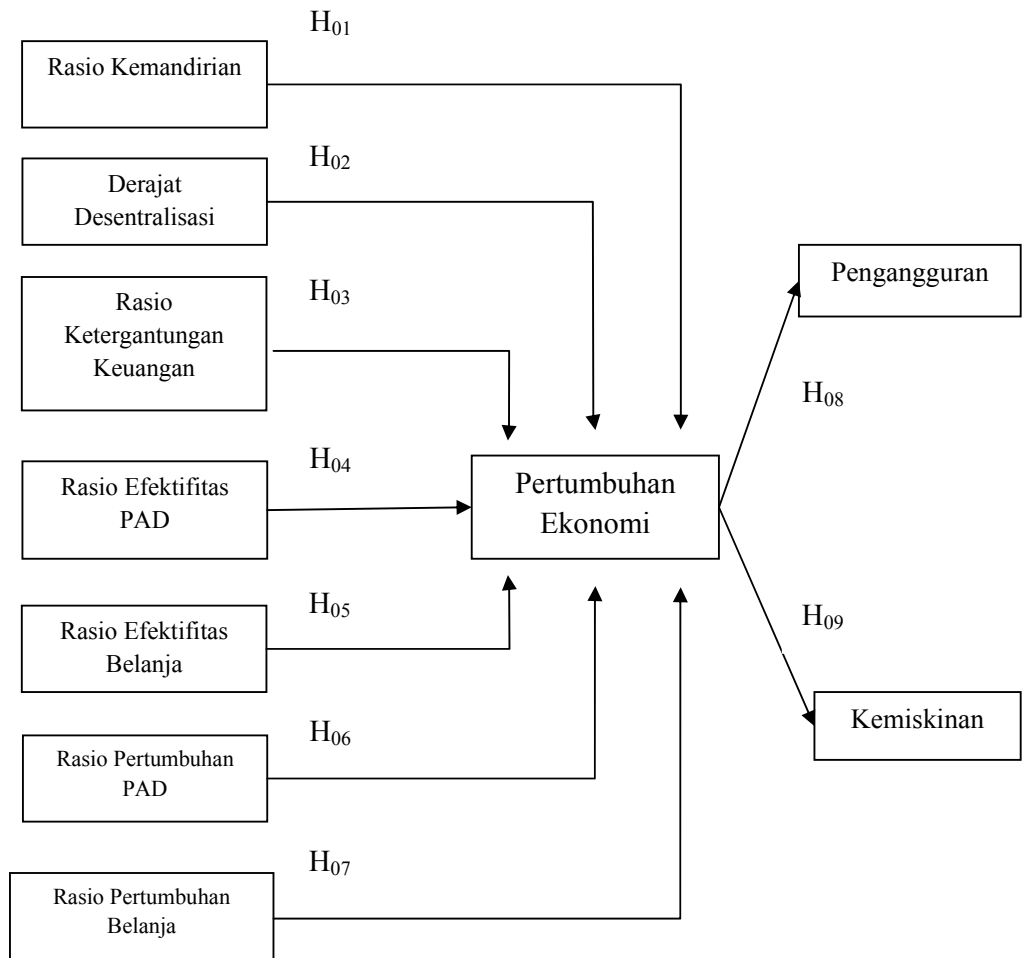 H01
Rasio Kemandirian
H02
Derajat
Desentralisasi
H03
Rasio
Ketergantungan
Keuangan
H04
Rasio Efektifitas
PAD
H05
Rasio Efektifitas
Belanja
H06
Rasio Pertumbuhan
PAD
H07
Rasio Pertumbuhan
Belanja
Pertumbuhan
Ekonomi
Pengangguran
H08
H09
Kemiskinan